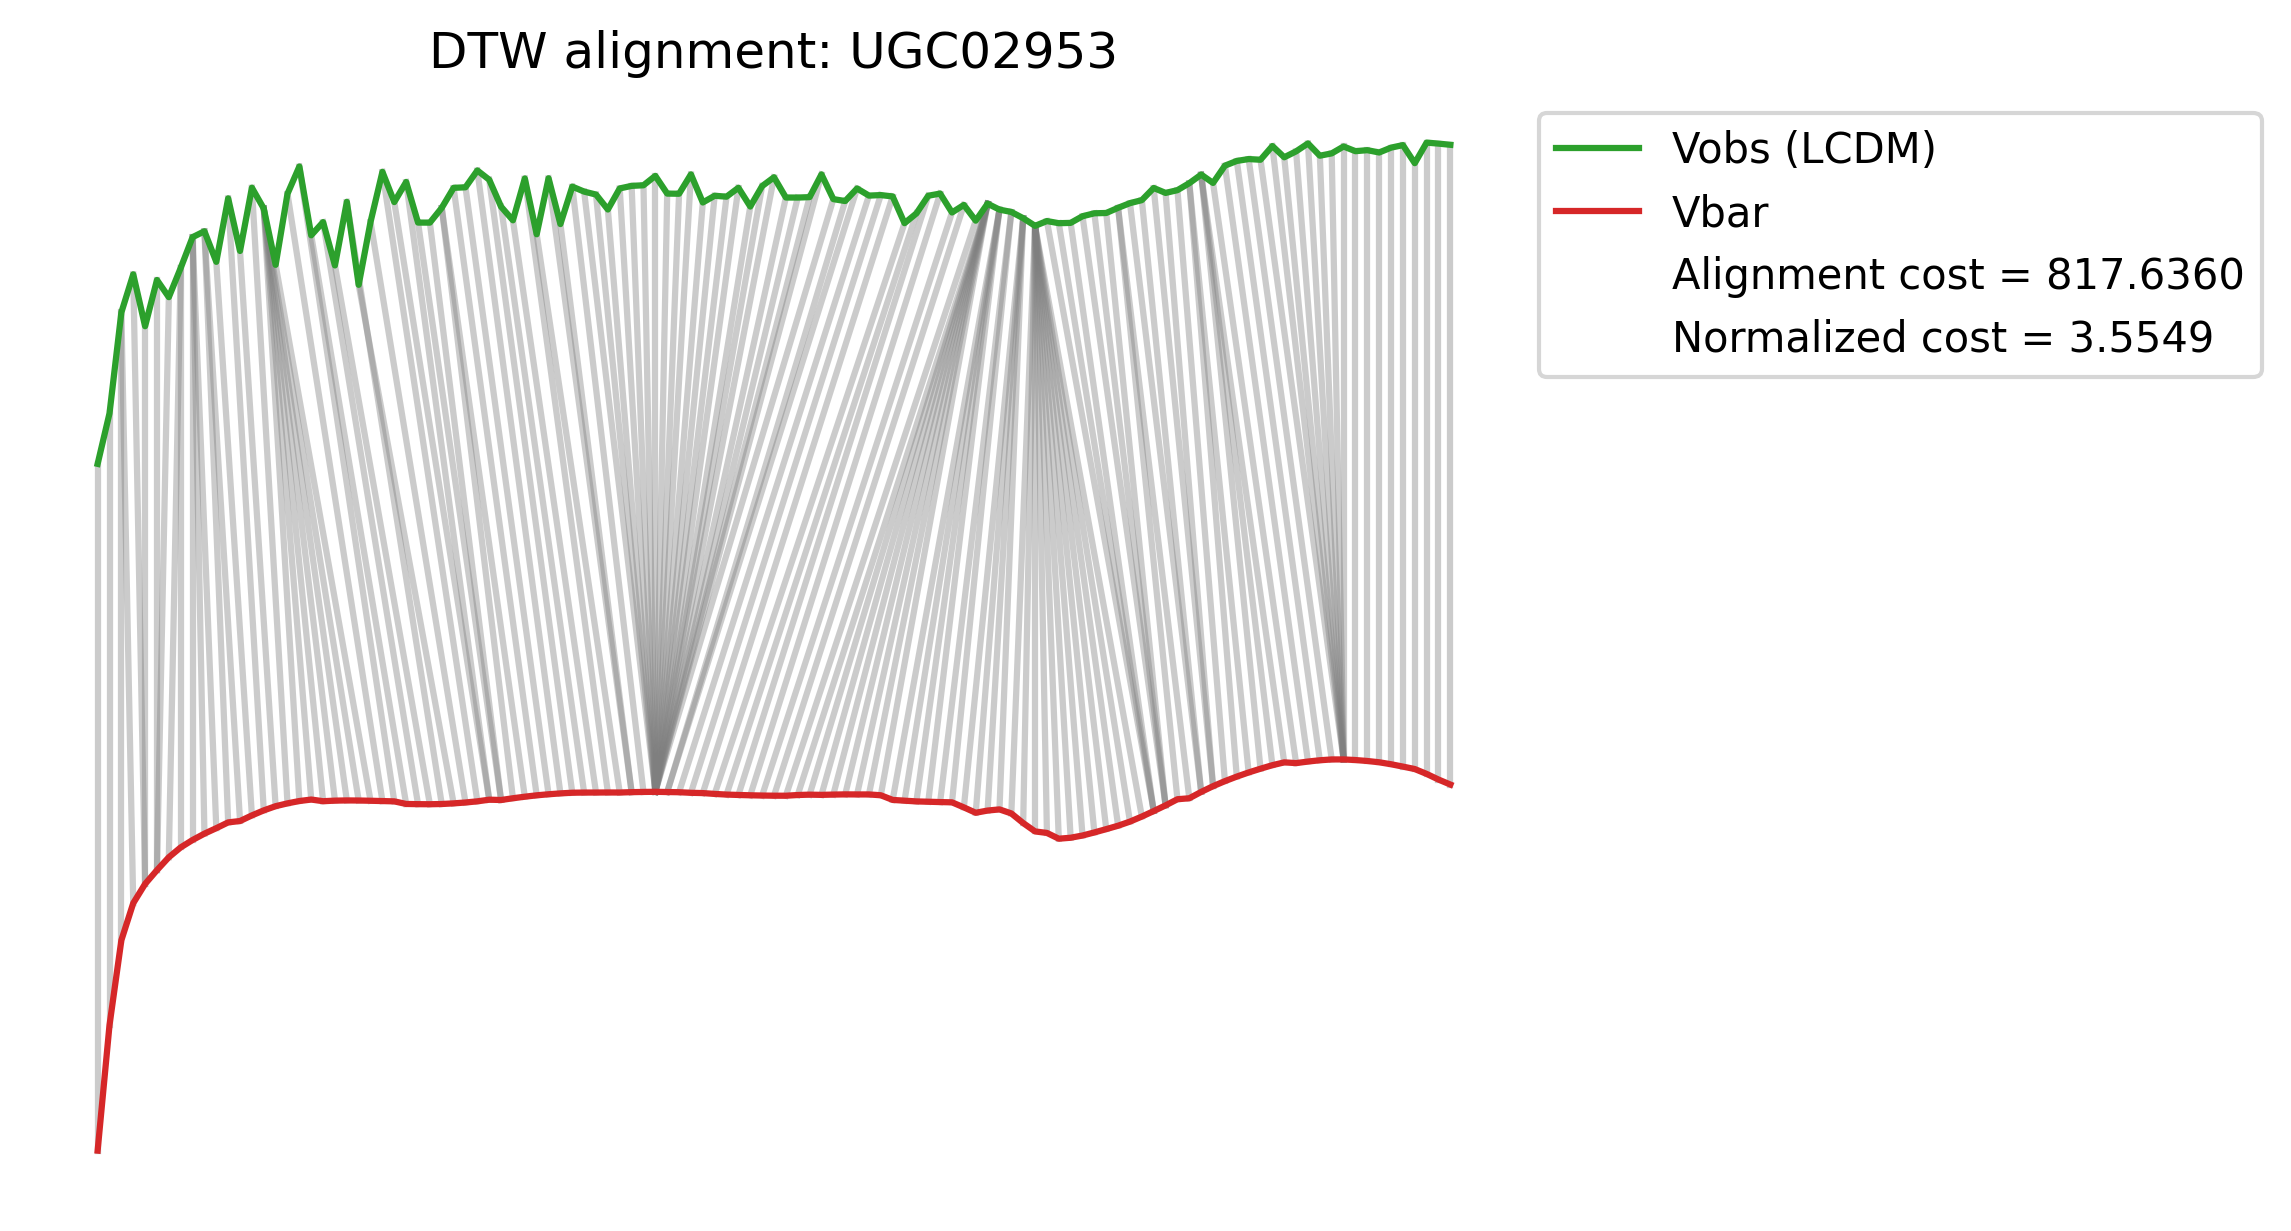 DTW alignment: UGC02953
Vobs (LCDM)
Vbar
Alignment cost = 817.6360
Normalized cost = 3.5549